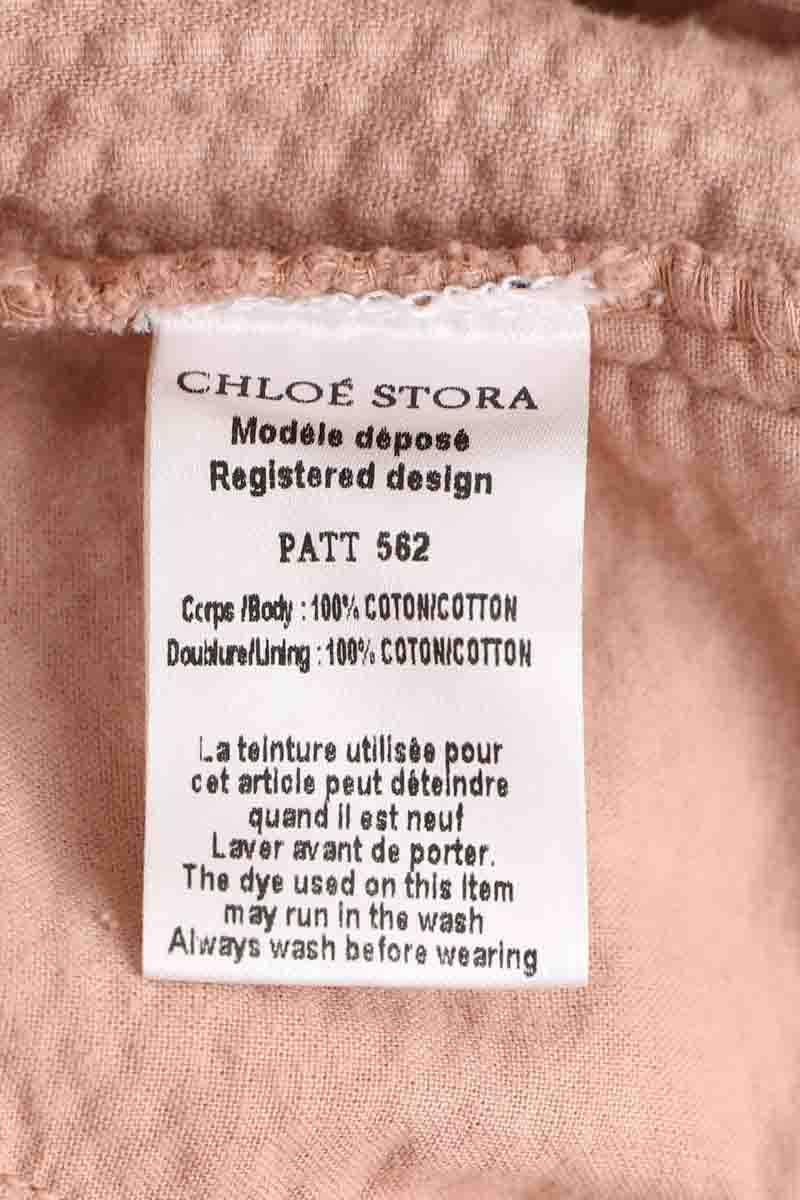 CHLOÉ STORA
Modéle déposé
Registered design
PATT 562
Corps /Body : 100% COTON/COTTON
Doublure/Lining : 100% COTON/COTTON
La teinture utilisée pour
cet article peut déteindre
quand il est neuf
Laver avant de porter.
The dye used on this item
may run in the wash
Always wash before wearing